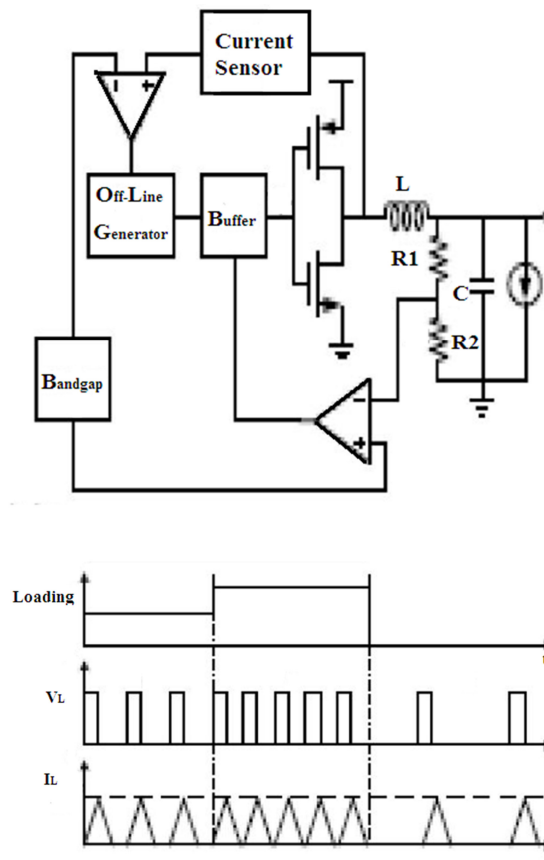 Current
Sensor
Off-Line
Generator
Buffer
L
R1
C
R2
Bandgap
Loading
VL
IL